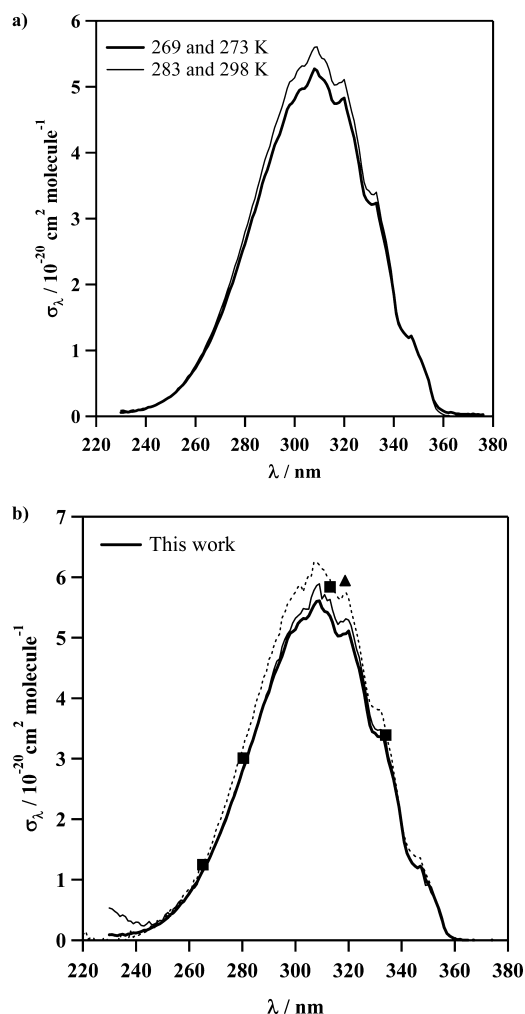 a)
6
5
4
3
2
1
0
269 and 273 K
283 and 298 K
σλ / 10⁻²⁰ cm² molecule⁻¹
220 240 260 280 300 320 340 360 380
λ / nm
b)
7
6
5
4
3
2
1
0
This work
σλ / 10⁻²⁰ cm² molecule⁻¹
220 240 260 280 300 320 340 360 380
λ / nm